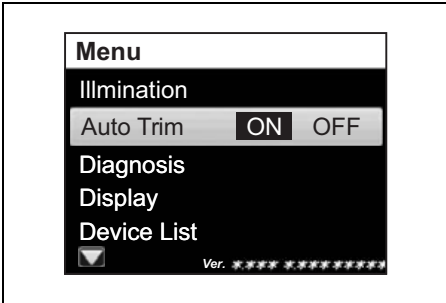 Menu
Illmination
Auto Trim ON OFF
Diagnosis
Display
Device List
Ver. **** *.*********